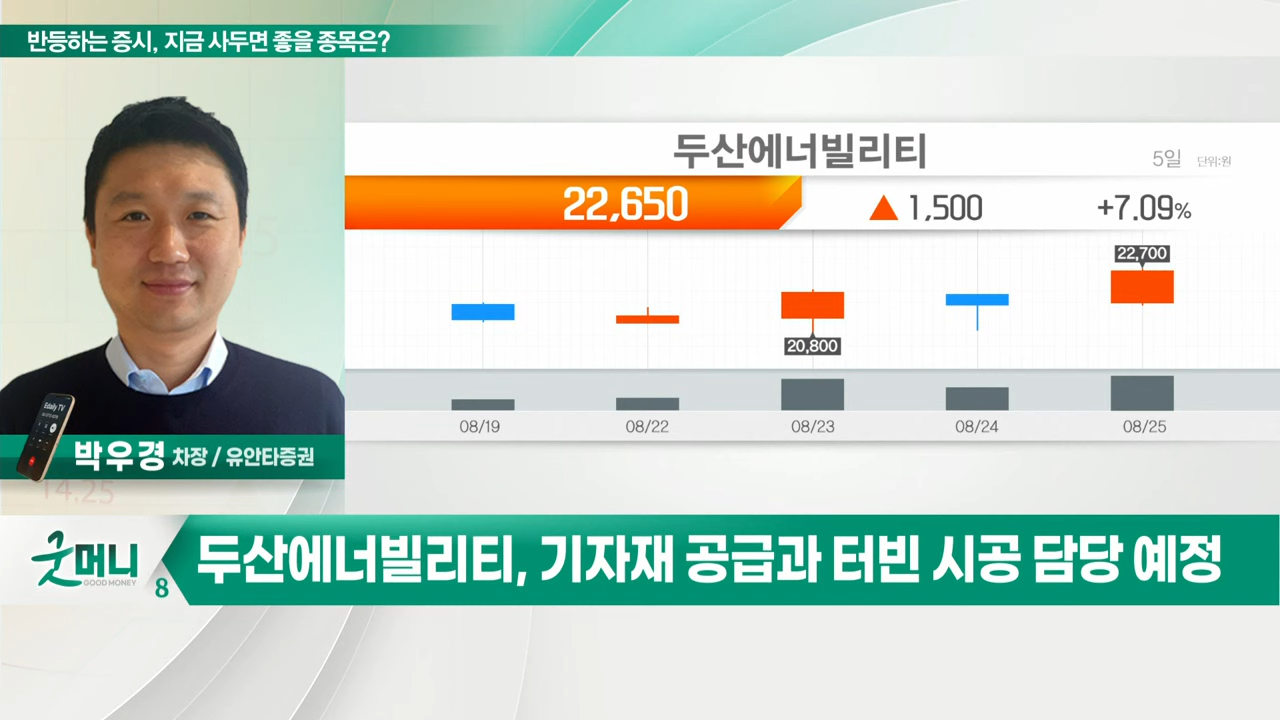 반등하는 증시, 지금 사두면 좋을 종목은?
두산에너빌리티
5일 단위:원
22,650 ▲ 1,500 +7.09%
22,700
20,800
08/19 08/22 08/23 08/24 08/25
Edaily TV
박우경 차장 / 유안타증권
14.25
굿머니
GOOD MONEY
8
두산에너빌리티, 기자재 공급과 터빈 시공 담당 예정